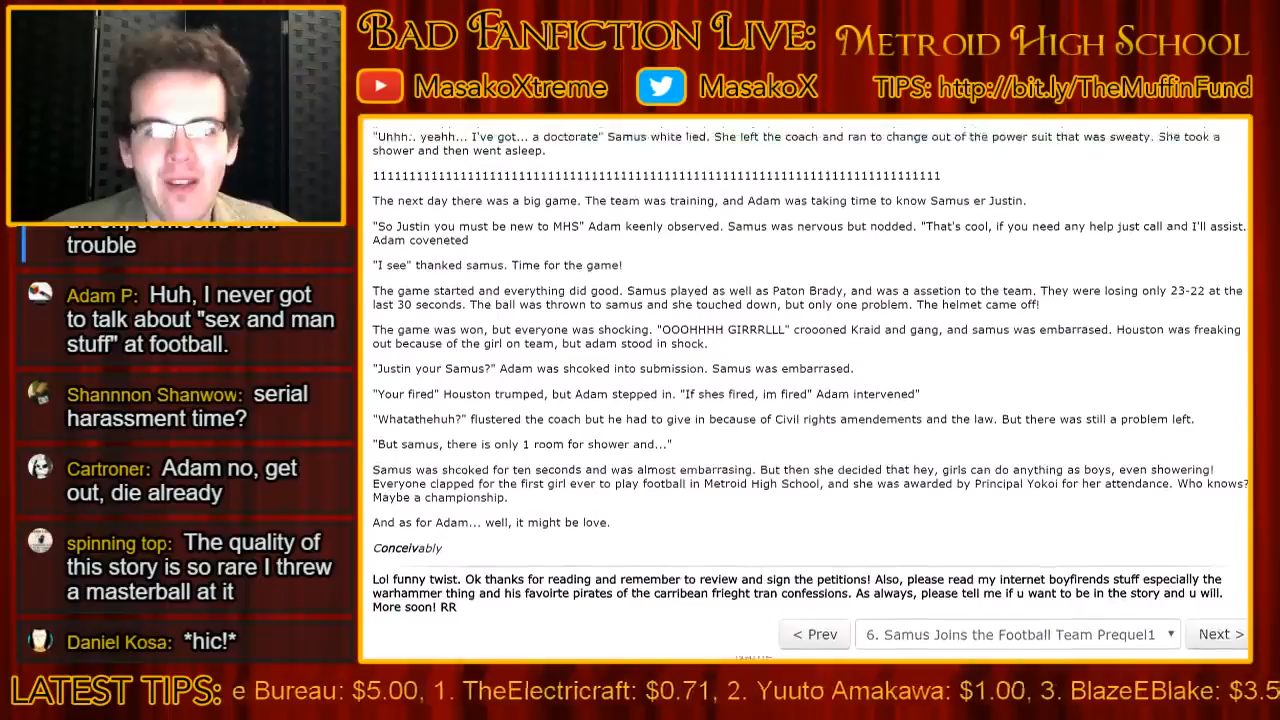 BAD FANFICTION LIVE: METROID HIGH SCHOOL
MasakoXtreme MasakoX TIPS: http://bit.ly/TheMuffinFund
"Uhhh.. yeahh... I've got... a doctorate" Samus white lied. She left the coach and ran to change out of the power suit that was sweaty. She took a
shower and then went asleep.
The next day there was a big game. The team was training, and Adam was taking time to know Samus er Justin.
"So Justin you must be new to MHS" Adam keenly observed. Samus was nervous but nodded. "That's cool, if you need any help just call and I'll assist.
Adam coveneted
"I see" thanked samus. Time for the game!
The game started and everything did good. Samus played as well as Paton Brady, and was a assetion to the team. They were losing only 23-22 at the
last 30 seconds. The ball was thrown to samus and she touched down, but only one problem. The helmet came off!
The game was won, but everyone was shocking. "OOOHHHH GIRRRLLL" croooned Kraid and gang, and samus was embarrased. Houston was freaking
out because of the girl on team, but adam stood in shock.
"Justin your Samus?" Adam was shcoked into submission. Samus was embarrased.
"Your fired" Houston trumped, but Adam stepped in. "If shes fired, im fired" Adam intervened"
"Whatathehuh?" flustered the coach but he had to give in because of Civil rights amendements and the law. But there was still a problem left.
"But samus, there is only 1 room for shower and..."
Samus was shcoked for ten seconds and was almost embarrasing. But then she decided that hey, girls can do anything as boys, even showering!
Everyone clapped for the first girl ever to play football in Metroid High School, and she was awarded by Principal Yokoi for her attendance. Who knows?
Maybe a championship.
And as for Adam... well, it might be love.
Conceivably
Lol funny twist. Ok thanks for reading and remember to review and sign the petitions! Also, please read my internet boyfirends stuff especially the
warhammer thing and his favoirte pirates of the carribean frieght tran confessions. As always, please tell me if u want to be in the story and u will.
More soon! RR
< Prev 6. Samus Joins the Football Team Prequel1 Next >
someone is in
trouble
Adam P: Huh, I never got
to talk about "sex and man
stuff" at football.
Shannnon Shanwow: serial
harassment time?
Cartroner: Adam no, get
out, die already
spinning top: The quality of
this story is so rare I threw
a masterball at it
Daniel Kosa: *hic!*
LATEST TIPS: e Bureau: $5.00, 1. TheElectricraft: $0.71, 2. Yuuto Amakawa: $1.00, 3. BlazeEBlake: $3.5